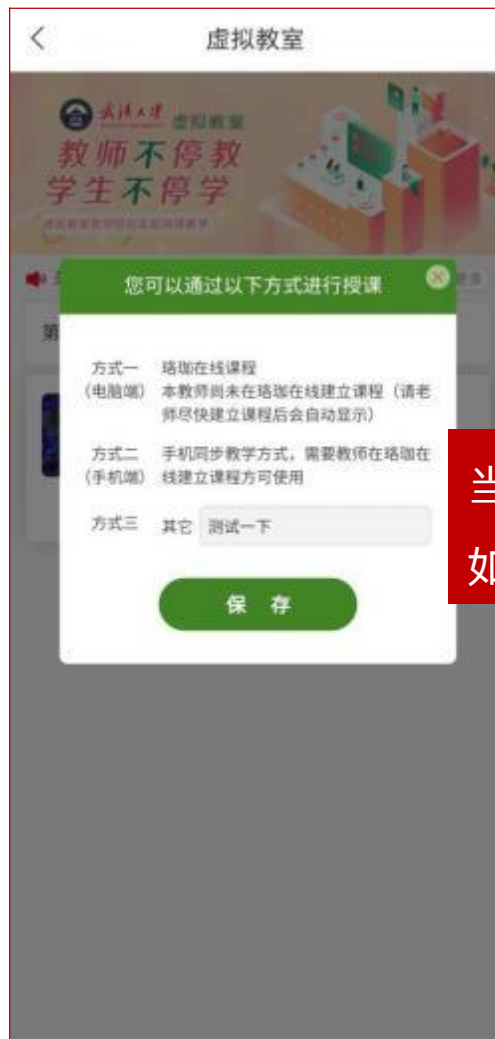 虚拟教室
武汉大学 虚拟教室
教师不停教
学生不停学
更多
第
您可以通过以下方式进行授课
方式一 珞珈在线课程
(电脑端) 本教师尚未在珞珈在线建立课程（请老
师尽快建立课程后会自动显示）
方式二 手机同步教学方式，需要教师在珞珈在
(手机端) 线建立课程方可使用
方式三 其它 测试一下
保 存
当
如